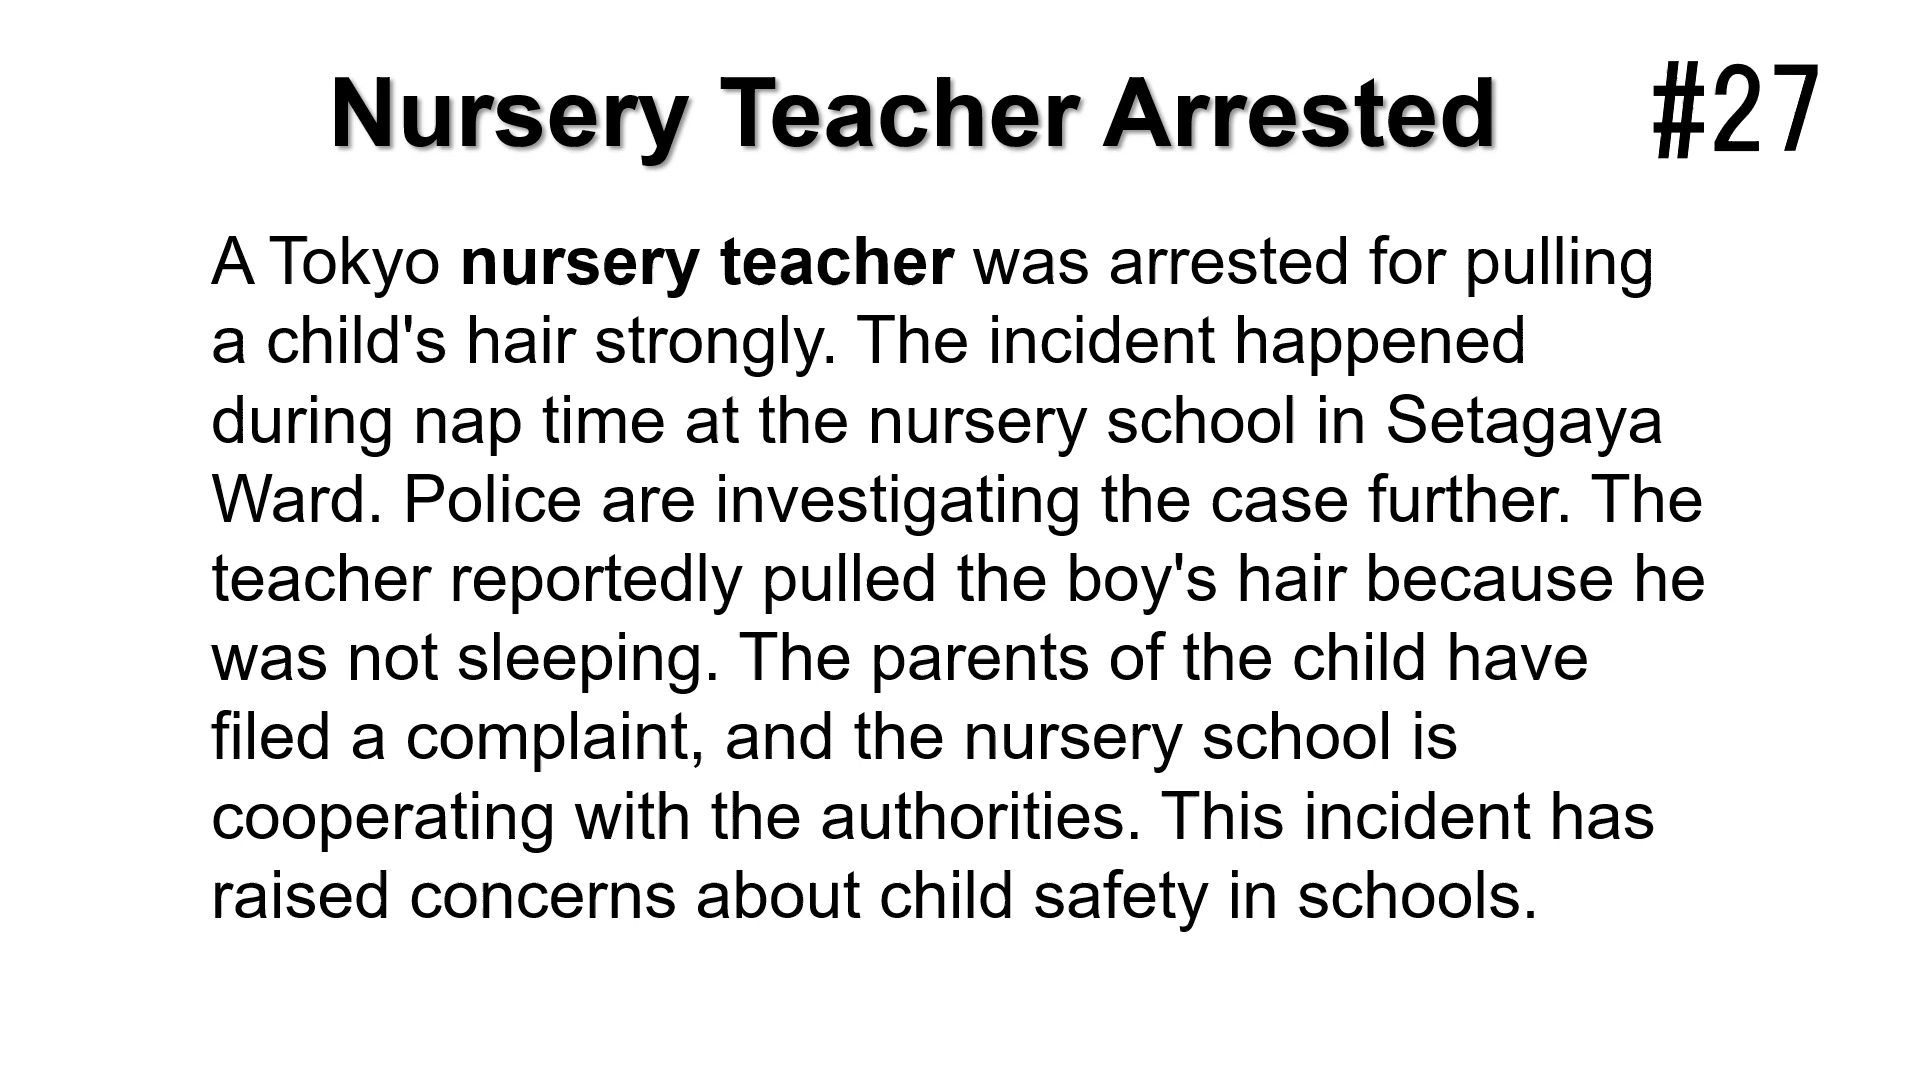 Nursery Teacher Arrested
#27
A Tokyo nursery teacher was arrested for pulling
a child's hair strongly. The incident happened
during nap time at the nursery school in Setagaya
Ward. Police are investigating the case further. The
teacher reportedly pulled the boy's hair because he
was not sleeping. The parents of the child have
filed a complaint, and the nursery school is
cooperating with the authorities. This incident has
raised concerns about child safety in schools.